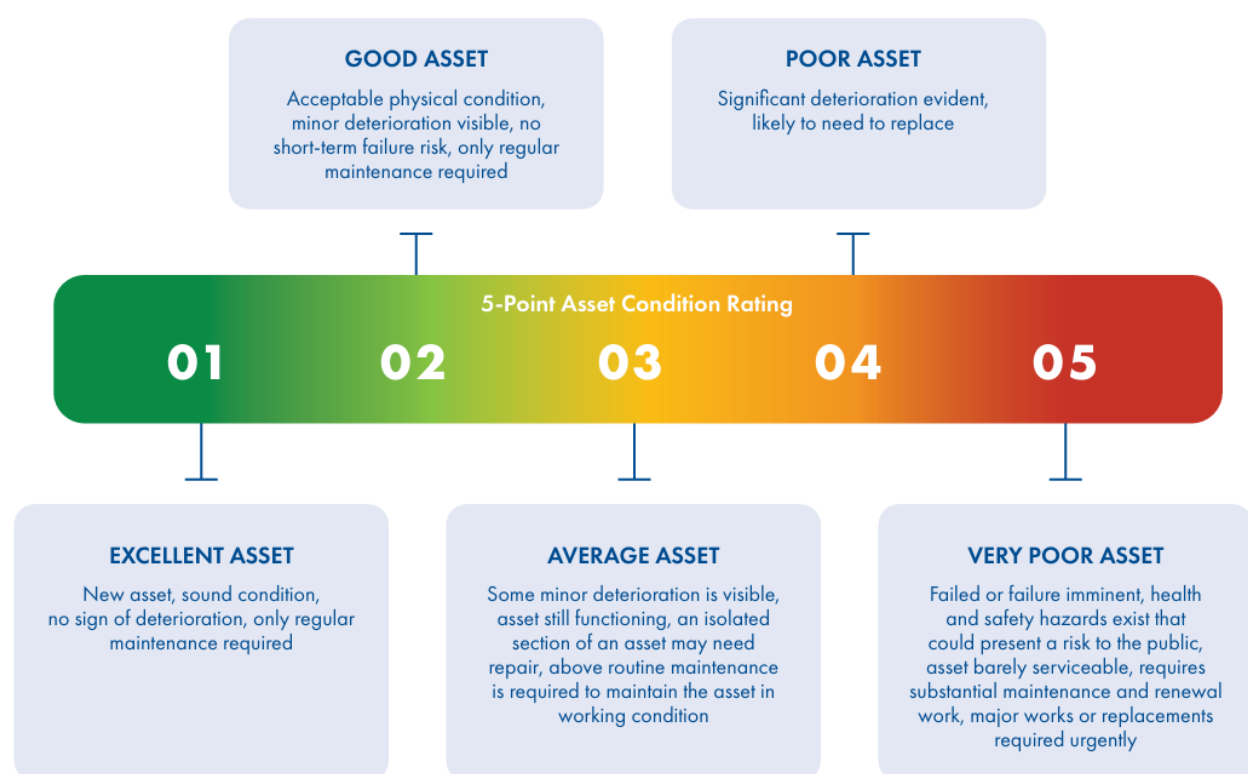 GOOD ASSET
Acceptable physical condition,
minor deterioration visible, no
short-term failure risk, only regular
maintenance required
POOR ASSET
Significant deterioration evident,
likely to need to replace
5-Point Asset Condition Rating
01 02 03 04 05
EXCELLENT ASSET
New asset, sound condition,
no sign of deterioration, only regular
maintenance required
AVERAGE ASSET
Some minor deterioration is visible,
asset still functioning, an isolated
section of an asset may need
repair, above routine maintenance
is required to maintain the asset in
working condition
VERY POOR ASSET
Failed or failure imminent, health
and safety hazards exist that
could present a risk to the public,
asset barely serviceable, requires
substantial maintenance and renewal
work, major works or replacements
required urgently